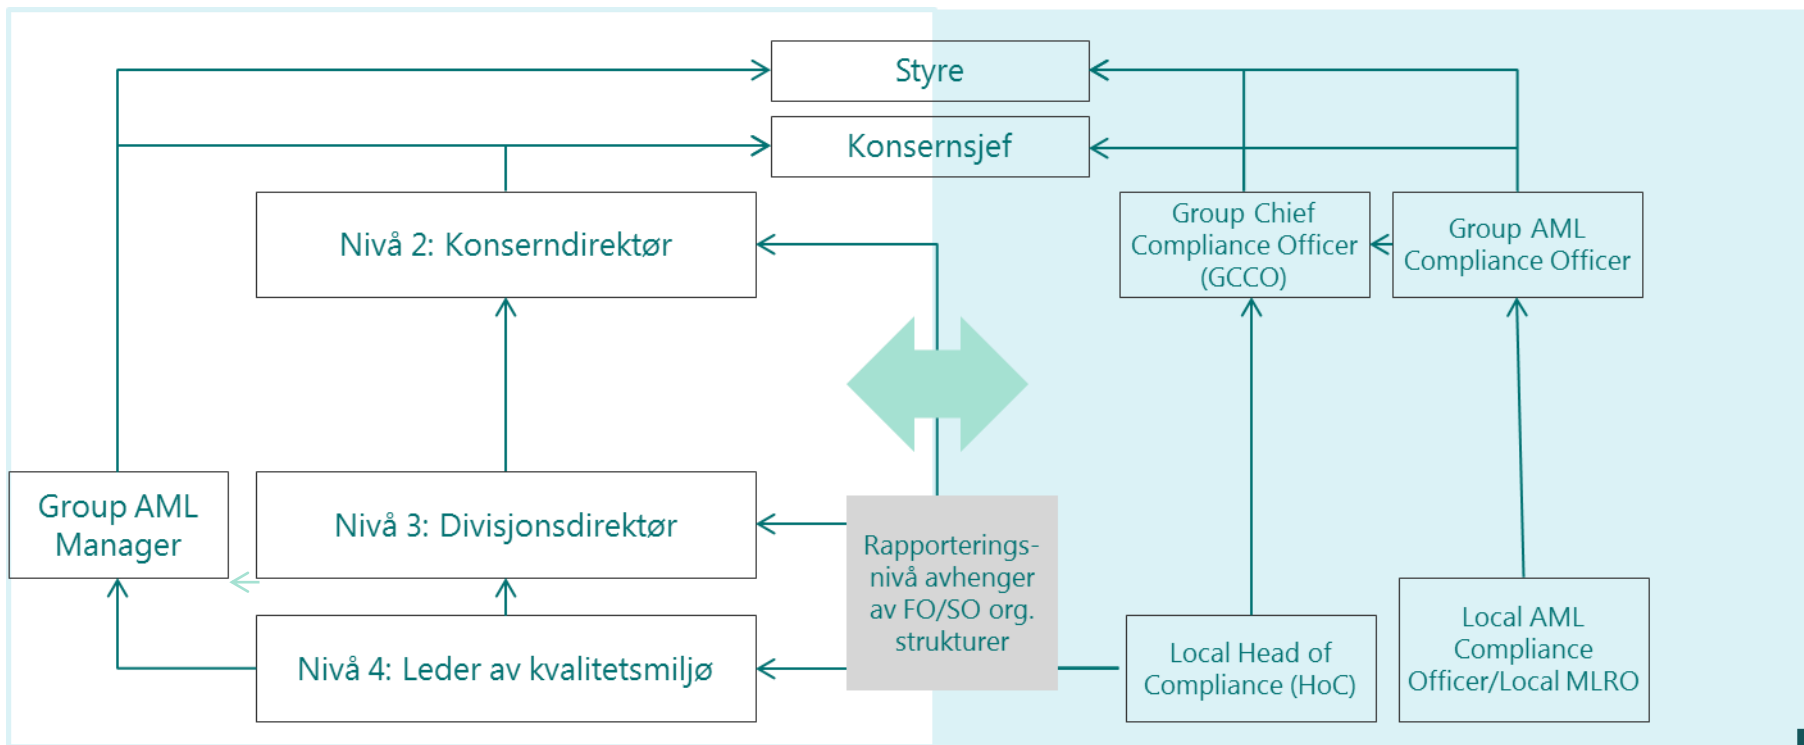 Styre
Konsernsjef
Nivå 2: Konserndirektør
Group Chief
Compliance Officer
(GCCO)
Group AML
Compliance Officer
Group AML
Manager
Nivå 3: Divisjonsdirektør
Rapporterings-
nivå avhenger
av FO/SO org.
strukturer
Nivå 4: Leder av kvalitetsmiljø
Local Head of
Compliance (HoC)
Local AML
Compliance
Officer/Local MLRO